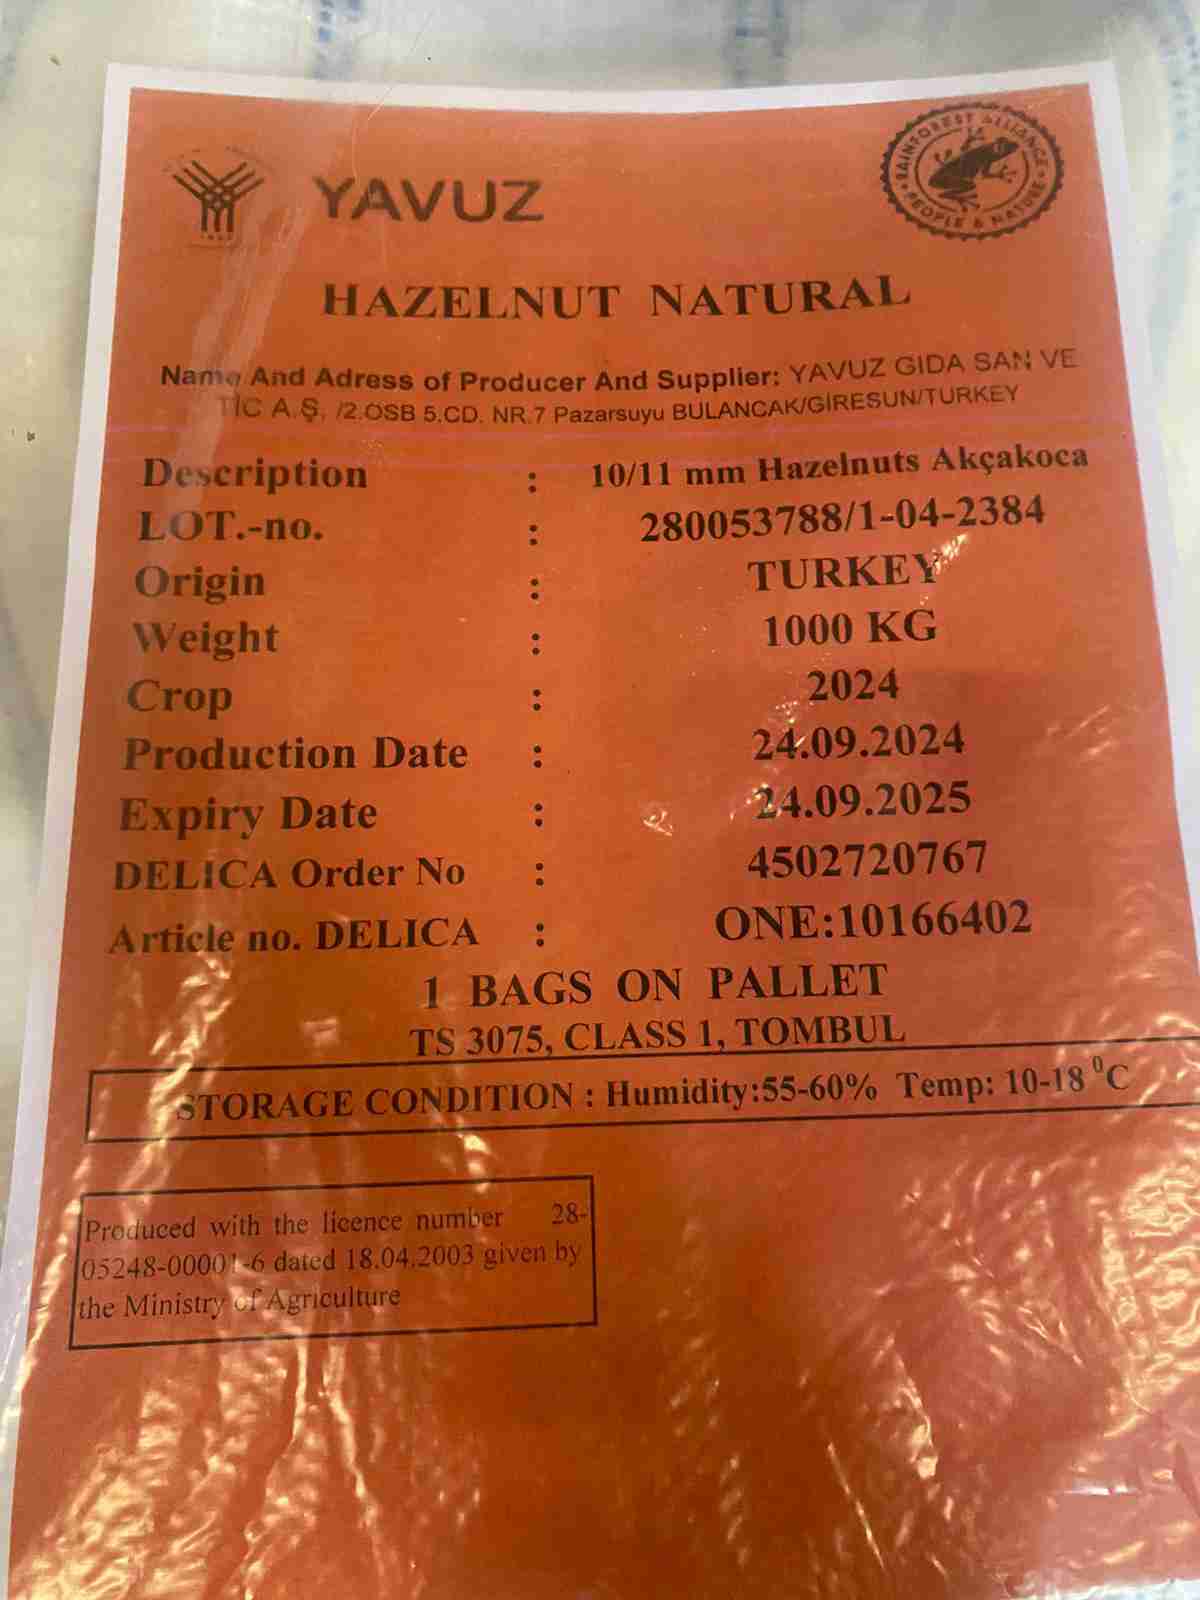 YAVUZ
RAINFOREST ALLIANCE
PEOPLE & NATURE
HAZELNUT NATURAL
Name And Adress of Producer And Supplier: YAVUZ GIDA SAN VE
TİC A.Ş. /2.OSB 5.CD. NR.7 Pazarsuyu BULANCAK/GİRESUN/TURKEY
Description : 10/11 mm Hazelnuts Akçakoca
LOT.-no. : 280053788/1-04-2384
Origin : TURKEY
Weight : 1000 KG
Crop : 2024
Production Date : 24.09.2024
Expiry Date : 24.09.2025
DELICA Order No : 4502720767
Article no. DELICA : ONE:10166402
1 BAGS ON PALLET
TS 3075, CLASS 1, TOMBUL
STORAGE CONDITION : Humidity:55-60% Temp: 10-18 ⁰C
Produced with the licence number 28-
05248-00001-6 dated 18.04.2003 given by
the Ministry of Agriculture